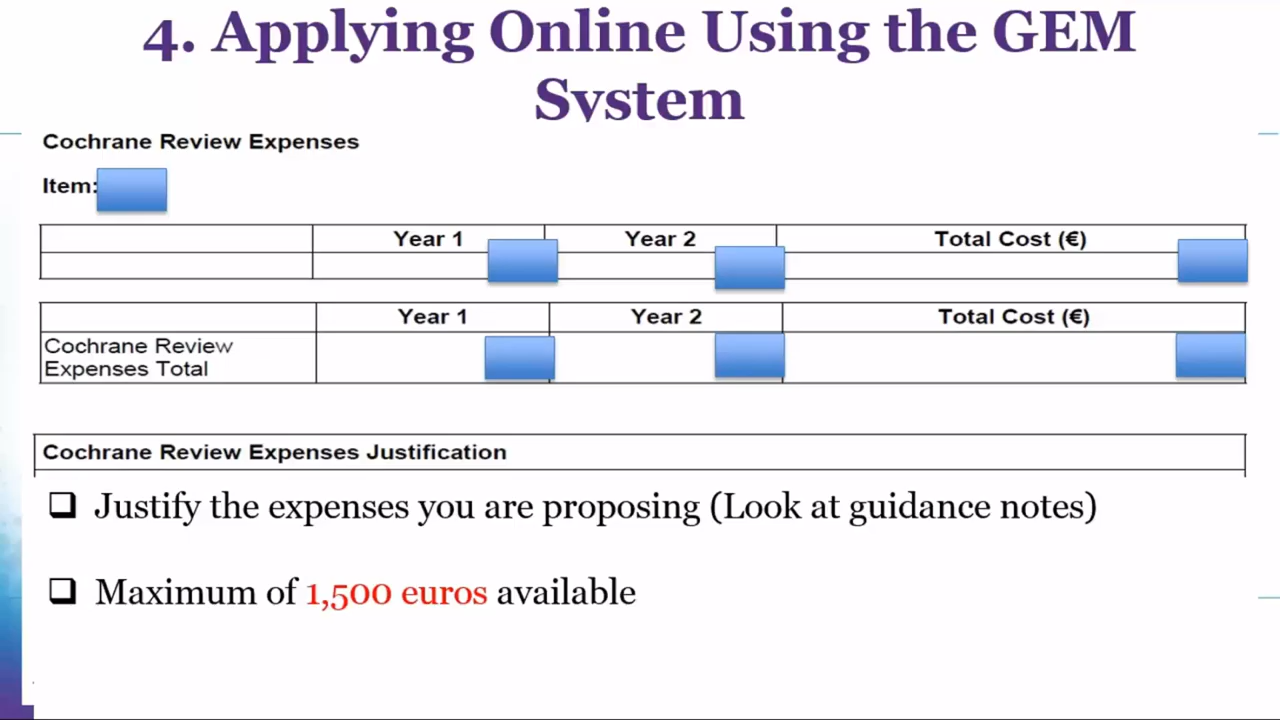 4. Applying Online Using the GEM
System
Cochrane Review Expenses
Item:
Year 1 Year 2 Total Cost (€)
Year 1 Year 2 Total Cost (€)
Cochrane Review
Expenses Total
Cochrane Review Expenses Justification
❑ Justify the expenses you are proposing (Look at guidance notes)
❑ Maximum of 1,500 euros available